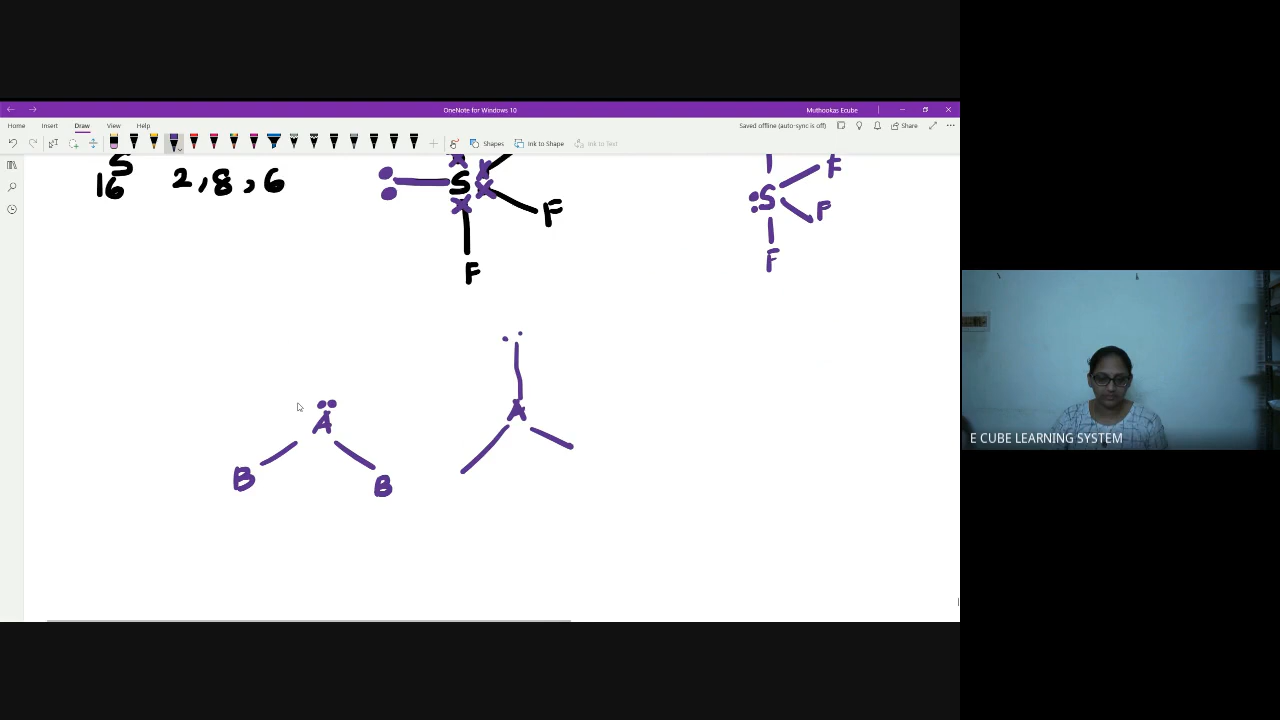 OneNote for Windows 10
Muthookas Ecube
Home Insert Draw View Help
Saved offline (auto-sync is off)
Share
Shapes
Ink to Shape
Ink to Text
S
16 2,8,6
S
F
F
:S
F
F
F
Ä
B
B
A
E CUBE LEARNING SYSTEM